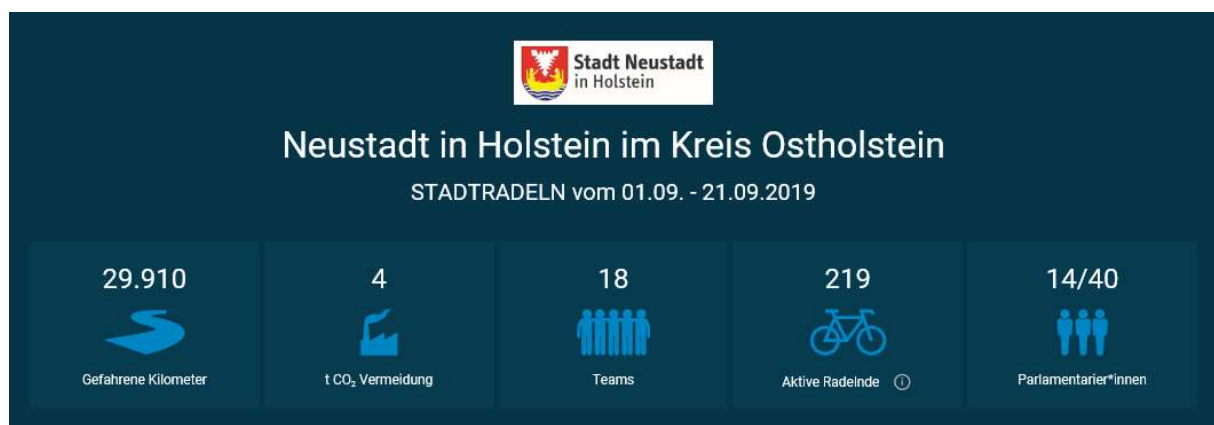 Stadt Neustadt
in Holstein
Neustadt in Holstein im Kreis Ostholstein
STADTRADELN vom 01.09. - 21.09.2019
29.910
4
18
219
14/40
Gefahrene Kilometer
t CO₂ Vermeidung
Teams
Aktive Radelnde
Parlamentarier*innen